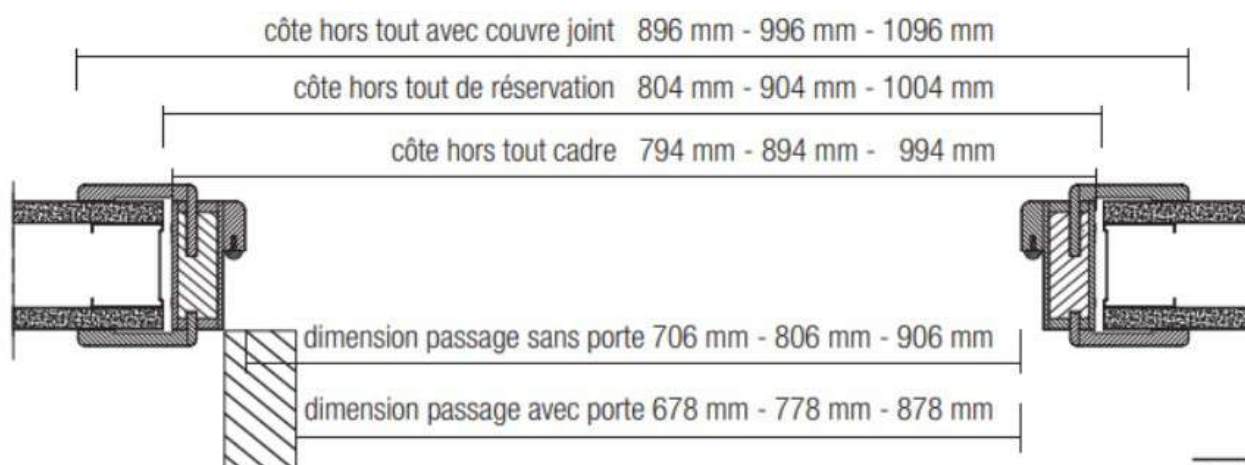 côte hors tout avec couvre joint 896 mm - 996 mm - 1096 mm
côte hors tout de réservation 804 mm - 904 mm - 1004 mm
côte hors tout cadre 794 mm - 894 mm - 994 mm
dimension passage sans porte 706 mm - 806 mm - 906 mm
dimension passage avec porte 678 mm - 778 mm - 878 mm